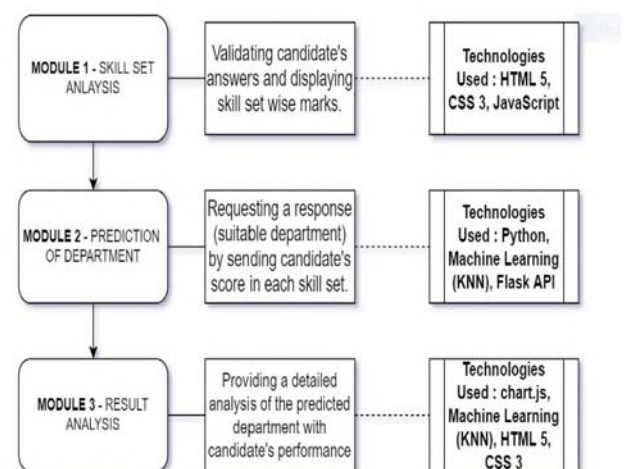 MODULE 1 - SKILL SET
ANLAYSIS
Validating candidate's
answers and displaying
skill set wise marks.
Technologies
Used : HTML 5,
CSS 3, JavaScript
MODULE 2 - PREDICTION
OF DEPARTMENT
Requesting a response
(suitable department)
by sending candidate's
score in each skill set.
Technologies
Used : Python,
Machine Learning
(KNN), Flask API
MODULE 3 - RESULT
ANALYSIS
Providing a detailed
analysis of the predicted
department with
candidate's performance
Technologies
Used : chart.js,
Machine Learning
(KNN), HTML 5,
CSS 3